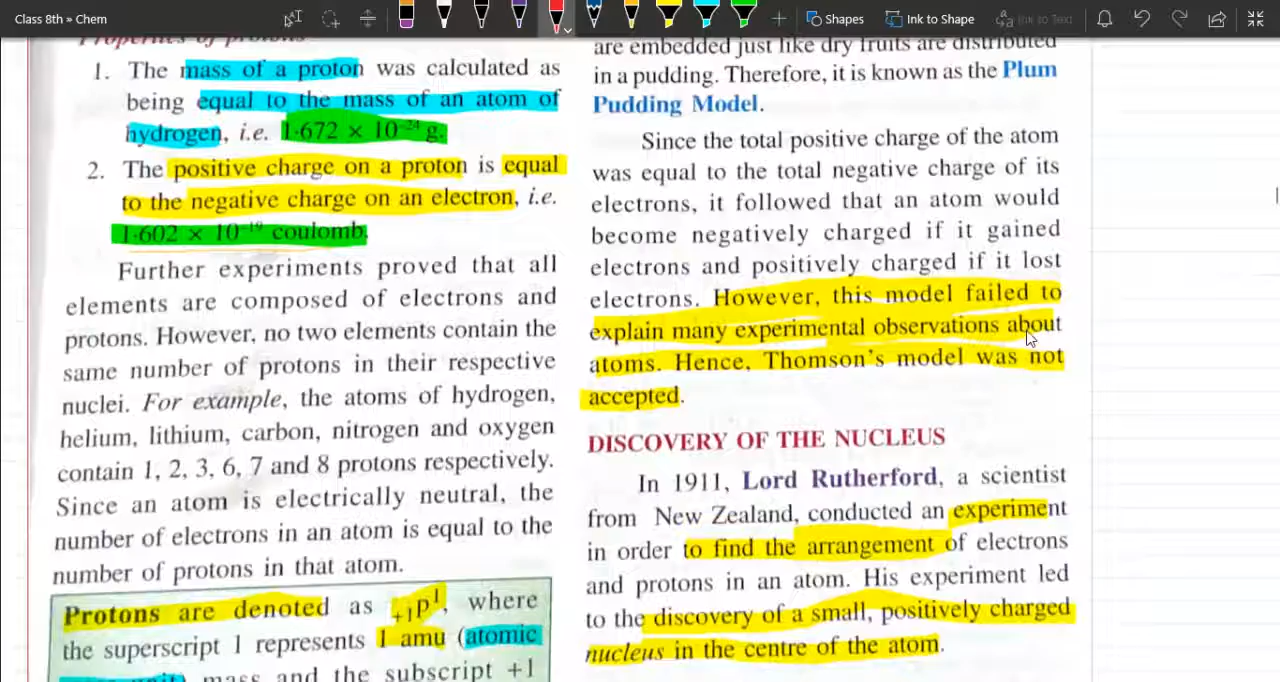 Class 8th » Chem
Shapes
Ink to Shape
Ink to Text
Properties of protons
1. The mass of a proton was calculated as
being equal to the mass of an atom of
hydrogen, i.e. 1·672 × 10⁻²⁴ g.
2. The positive charge on a proton is equal
to the negative charge on an electron, i.e.
1·602 × 10⁻¹⁹ coulomb.
Further experiments proved that all
elements are composed of electrons and
protons. However, no two elements contain the
same number of protons in their respective
nuclei. For example, the atoms of hydrogen,
helium, lithium, carbon, nitrogen and oxygen
contain 1, 2, 3, 6, 7 and 8 protons respectively.
Since an atom is electrically neutral, the
number of electrons in an atom is equal to the
number of protons in that atom.
Protons are denoted as ₊₁p¹, where
the superscript 1 represents 1 amu (atomic
mass and the subscript +1
are embedded just like dry fruits are distributed
in a pudding. Therefore, it is known as the Plum
Pudding Model.
Since the total positive charge of the atom
was equal to the total negative charge of its
electrons, it followed that an atom would
become negatively charged if it gained
electrons and positively charged if it lost
electrons. However, this model failed to
explain many experimental observations about
atoms. Hence, Thomson's model was not
accepted.
DISCOVERY OF THE NUCLEUS
In 1911, Lord Rutherford, a scientist
from New Zealand, conducted an experiment
in order to find the arrangement of electrons
and protons in an atom. His experiment led
to the discovery of a small, positively charged
nucleus in the centre of the atom.